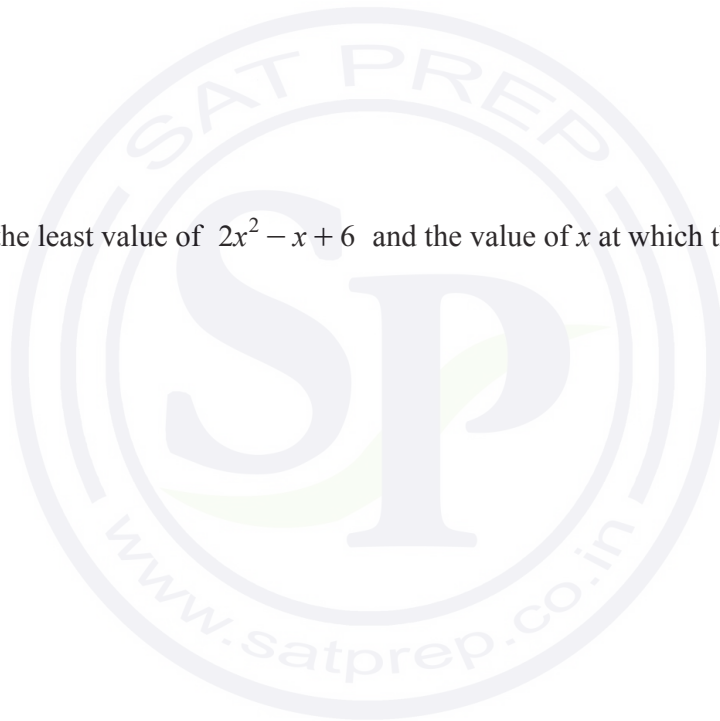 SAT PREP
he least value of 2x² – x + 6 and the value of x at which t
SP
www.satprep.co.in